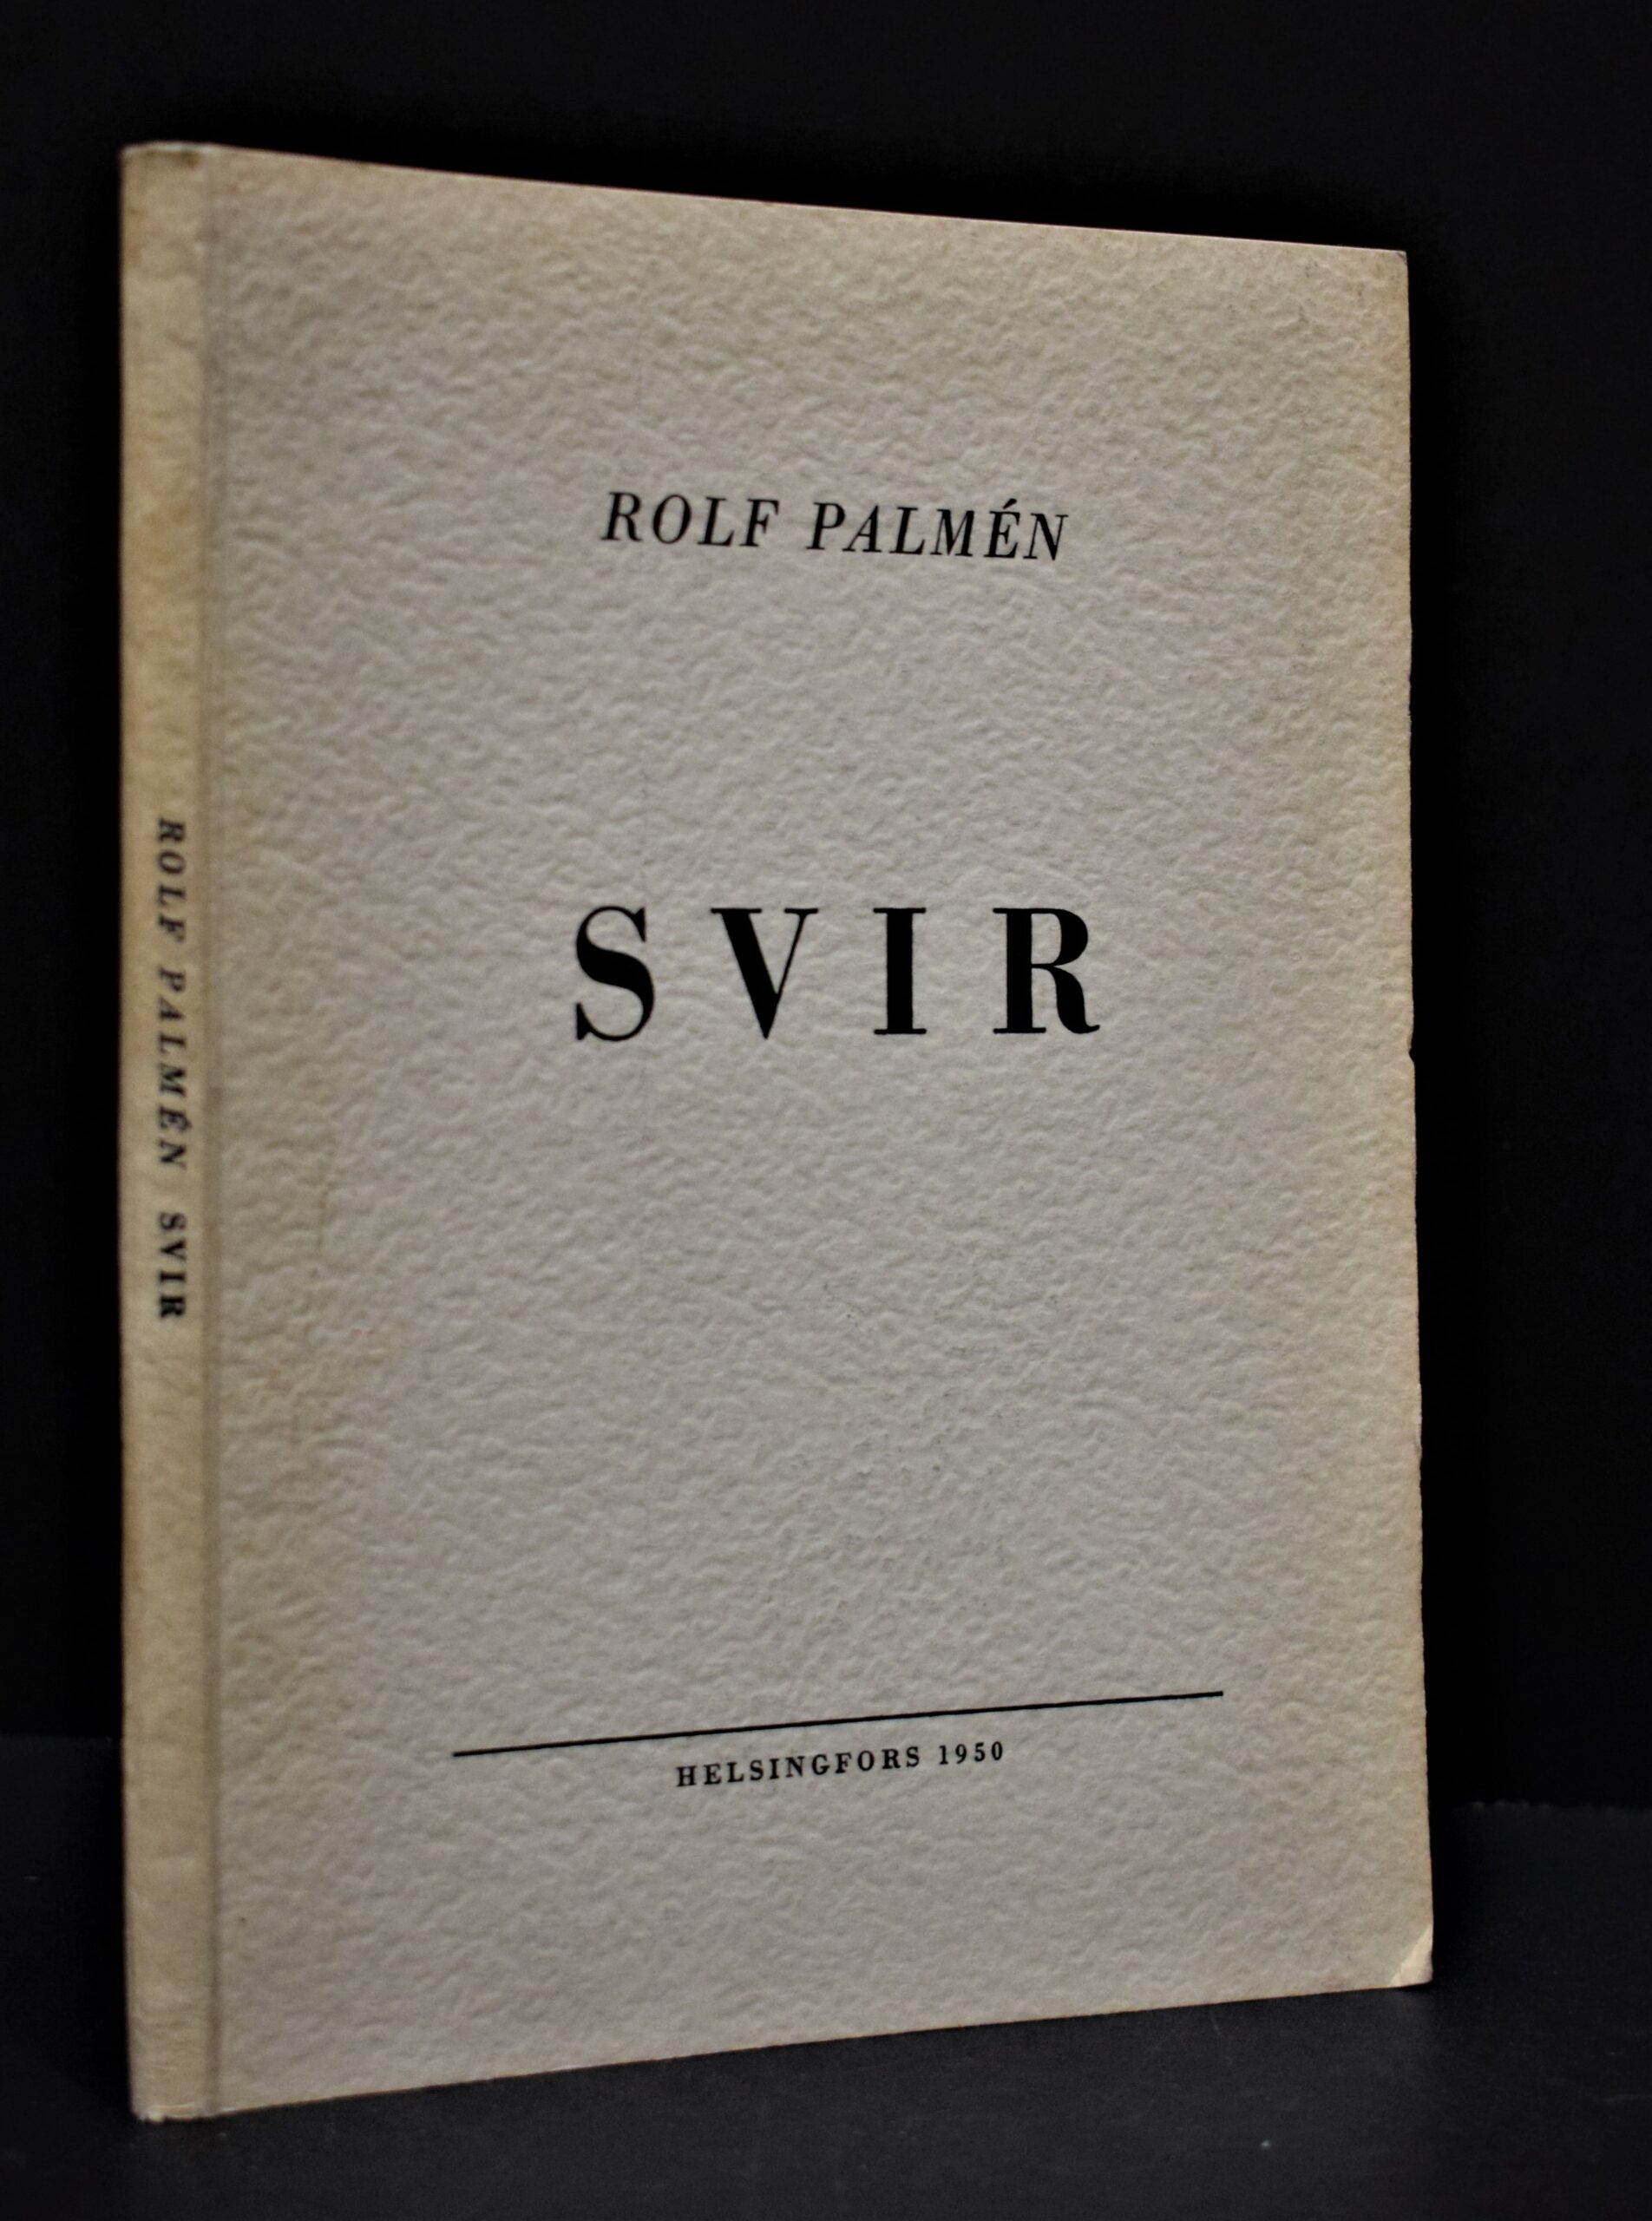 ROLF PALMÉN
SVIR
HELSINGFORS 1950
ROLF PALMÉN SVIR